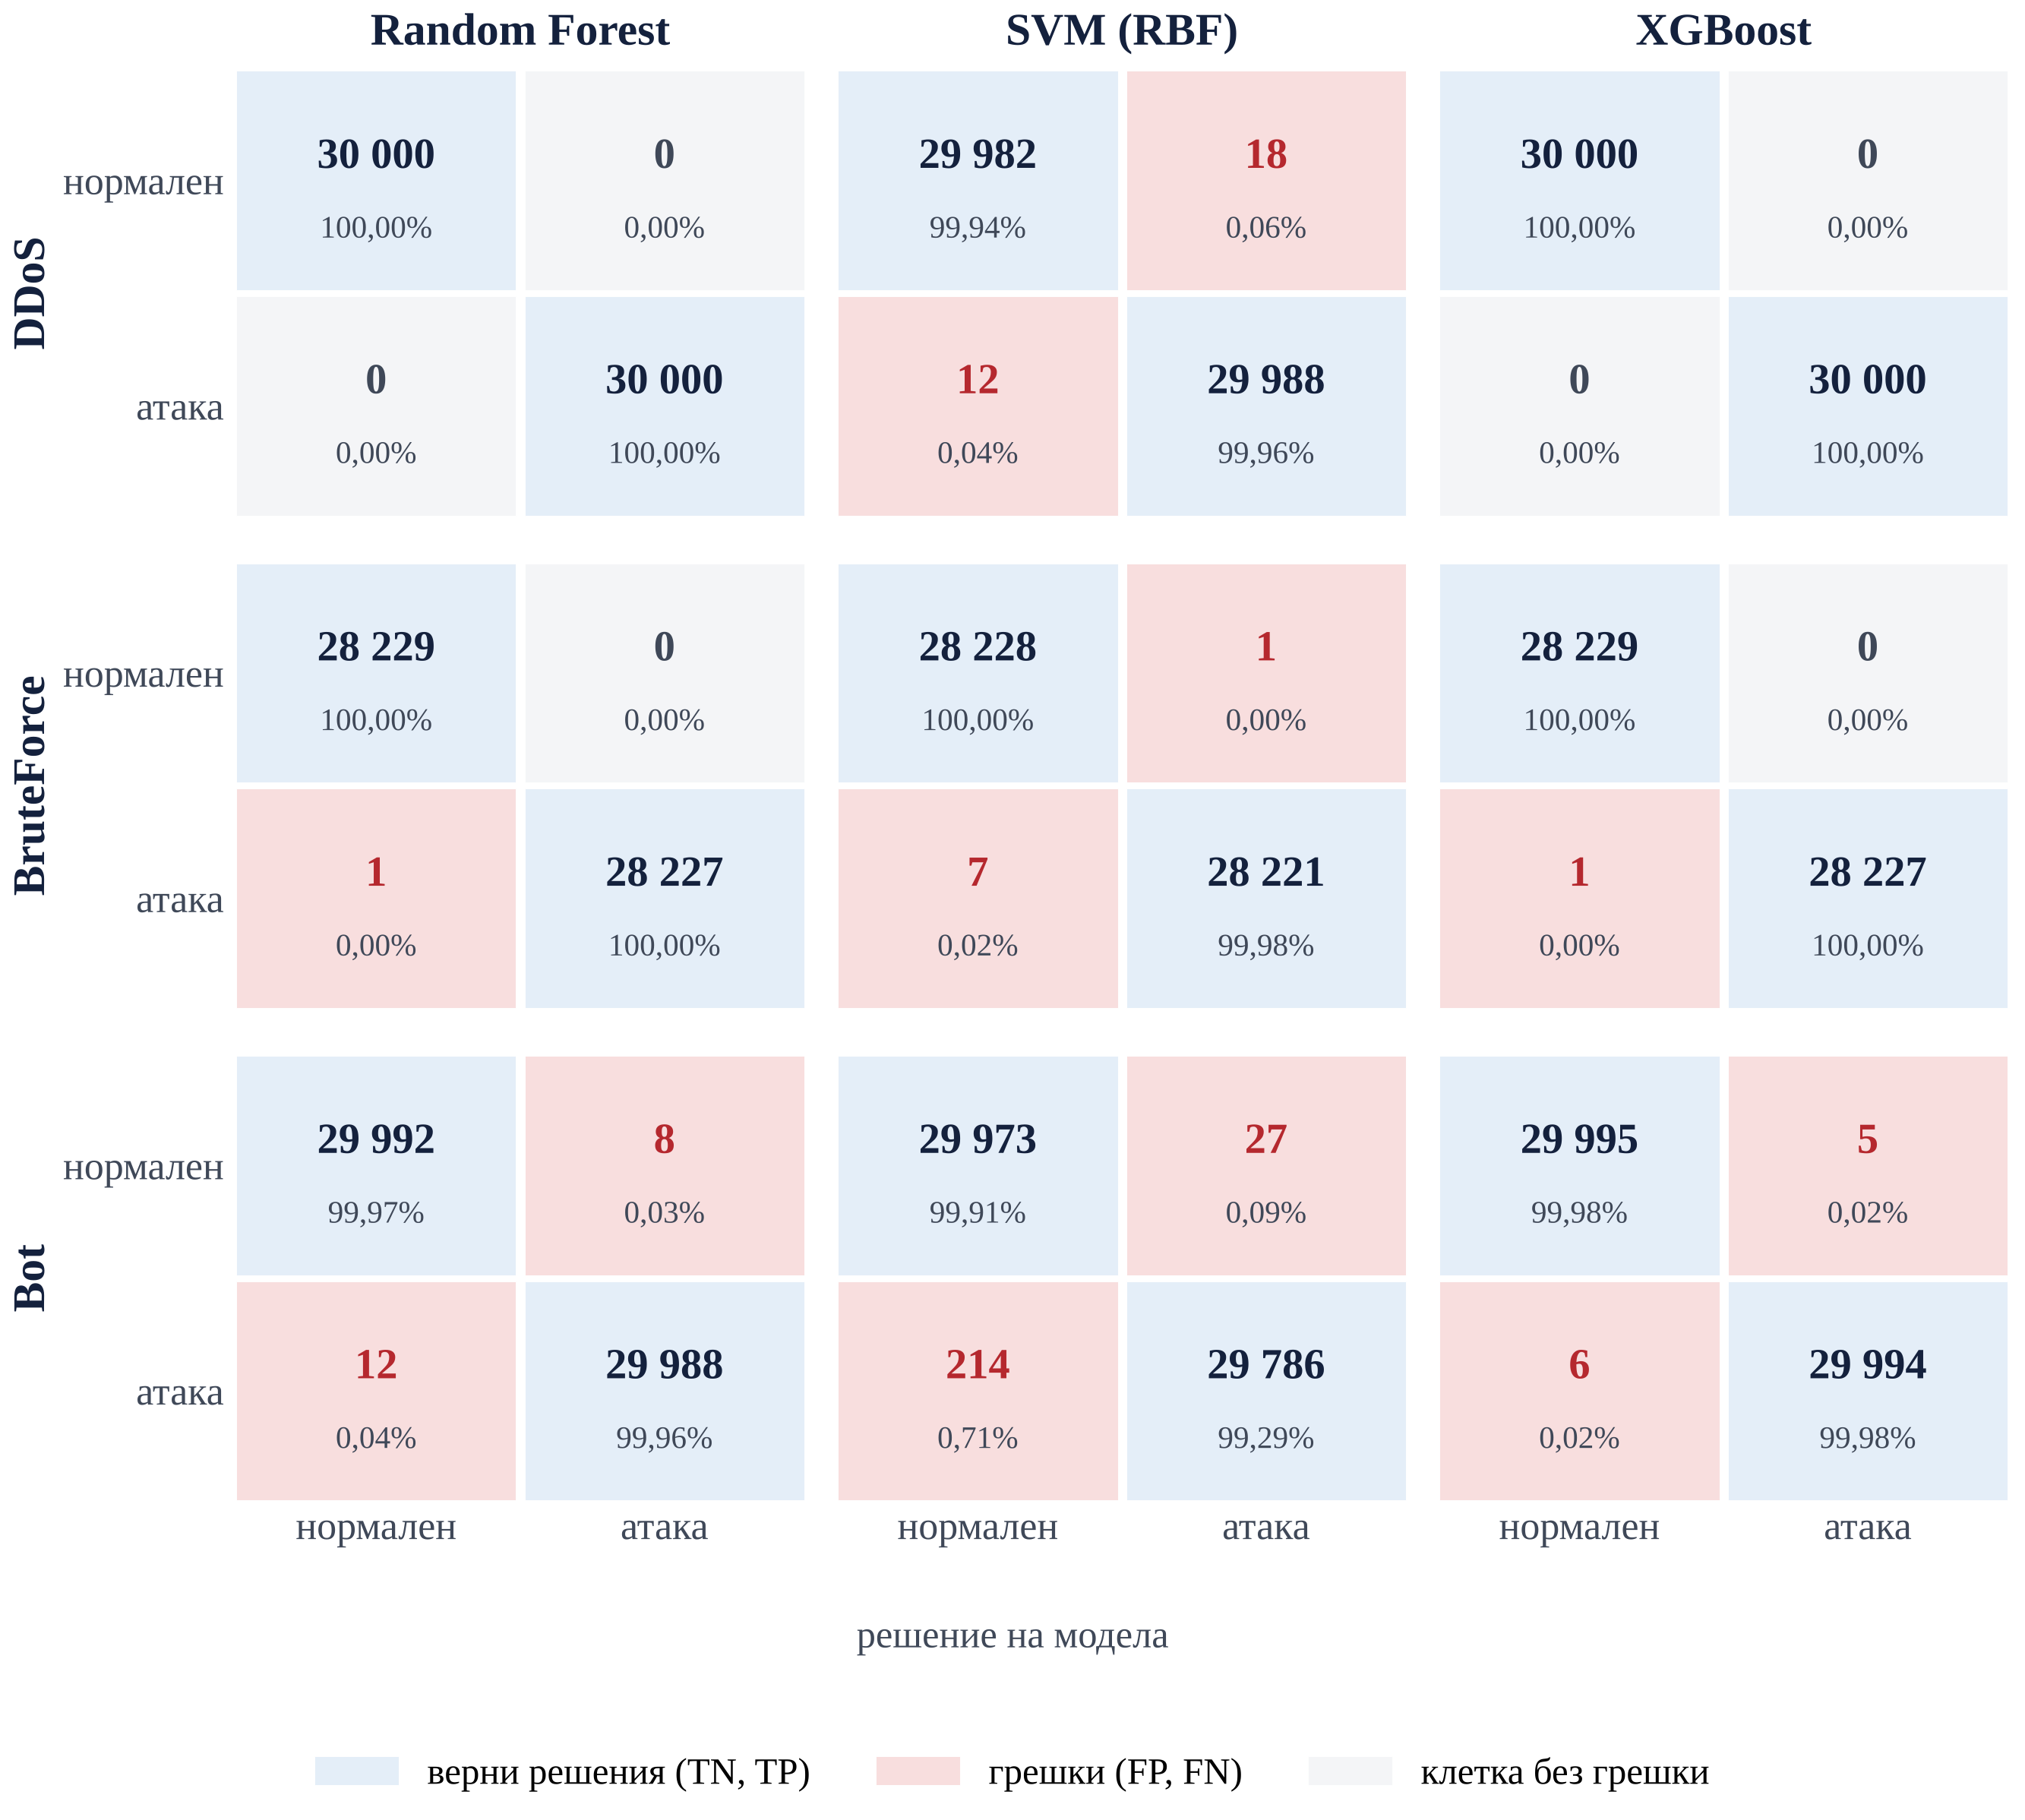 Random Forest SVM (RBF) XGBoost
DDoS
нормален 30 000 0 29 982 18 30 000 0
100,00% 0,00% 99,94% 0,06% 100,00% 0,00%
атака 0 30 000 12 29 988 0 30 000
0,00% 100,00% 0,04% 99,96% 0,00% 100,00%
BruteForce
нормален 28 229 0 28 228 1 28 229 0
100,00% 0,00% 100,00% 0,00% 100,00% 0,00%
атака 1 28 227 7 28 221 1 28 227
0,00% 100,00% 0,02% 99,98% 0,00% 100,00%
Bot
нормален 29 992 8 29 973 27 29 995 5
99,97% 0,03% 99,91% 0,09% 99,98% 0,02%
атака 12 29 988 214 29 786 6 29 994
0,04% 99,96% 0,71% 99,29% 0,02% 99,98%
нормален атака нормален атака нормален атака
решение на модела
верни решения (TN, TP) грешки (FP, FN) клетка без грешки